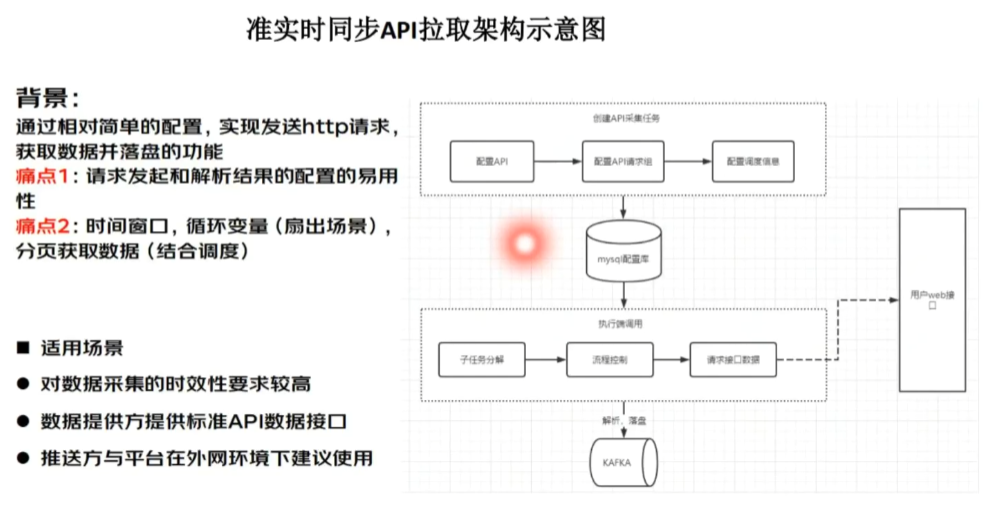 准实时同步API拉取架构示意图
背景：
通过相对简单的配置，实现发送http请求，
获取数据并落盘的功能
痛点1：请求发起和解析结果的配置的易用
性
痛点2：时间窗口，循环变量（扇出场景），
分页获取数据（结合调度）
■ 适用场景
● 对数据采集的时效性要求较高
● 数据提供方提供标准API数据接口
● 推送方与平台在外网环境下建议使用
创建API采集任务
配置API
配置API请求组
配置调度信息
mysql配置库
执行端调用
子任务分解
流程控制
请求接口数据
用户web接
口
解析、落盘
KAFKA